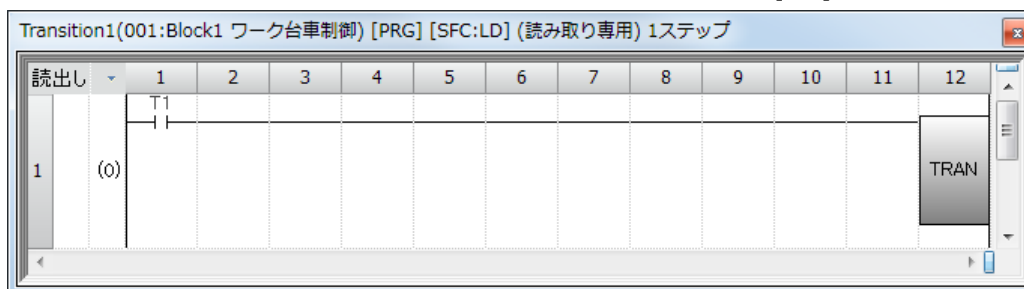 Transition1(001:Block1 ワーク台車制御) [PRG] [SFC:LD] (読み取り専用) 1ステップ
読出し 1 2 3 4 5 6 7 8 9 10 11 12
T1
1 (0) TRAN